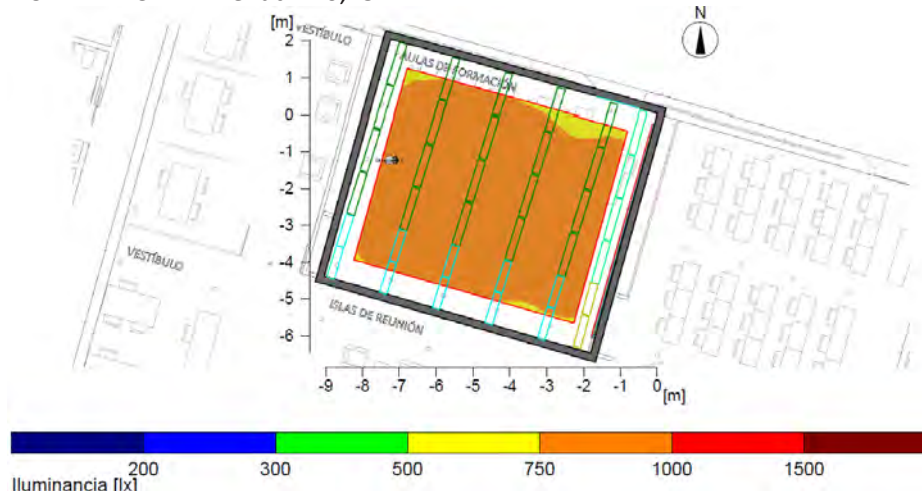 [m]
N
VESTÍBULO
AULAS DE FORMACIÓN
2
1
0
-1
-2
-3
-4
-5
-6
VESTÍBULO
ISLAS DE REUNIÓN
-9 -8 -7 -6 -5 -4 -3 -2 -1 0
[m]
200 300 500 750 1000 1500
Iluminancia [lx]